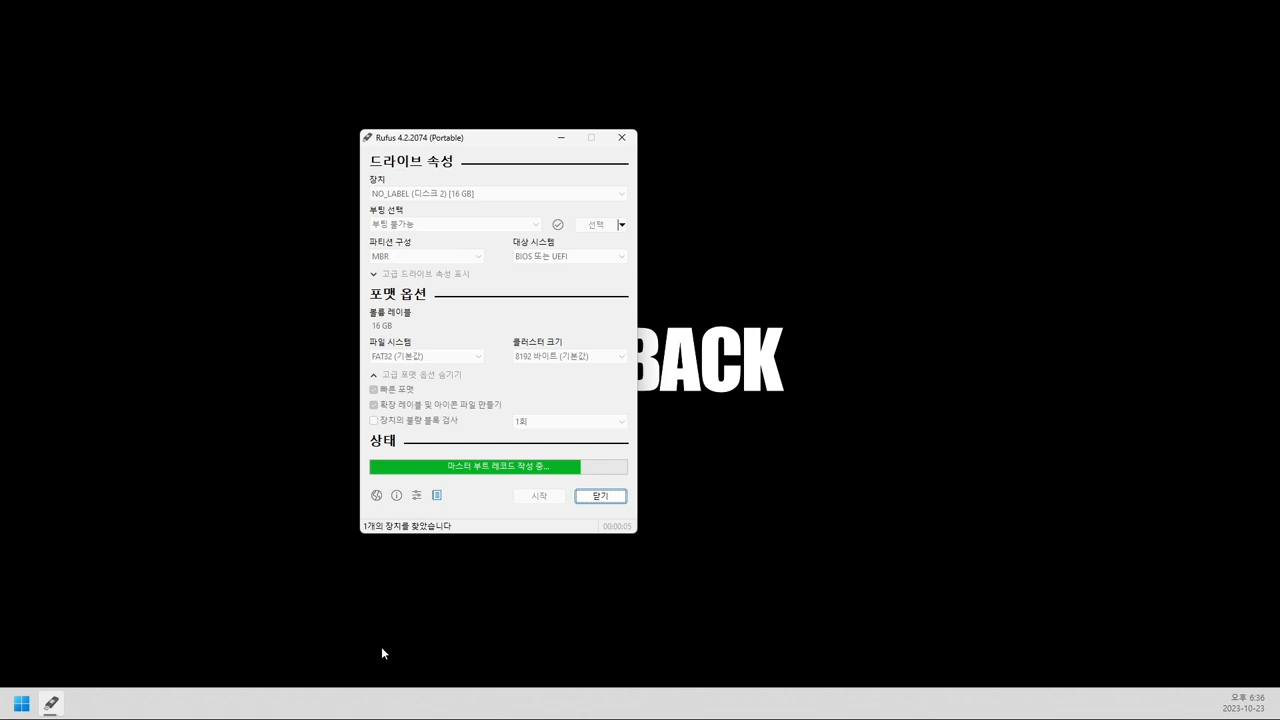 Rufus 4.2.2074 (Portable)
드라이브 속성
장치
NO_LABEL (디스크 2) [16 GB]
부팅 선택
부팅 불가능
선택
파티션 구성
대상 시스템
MBR
BIOS 또는 UEFI
고급 드라이브 속성 표시
포맷 옵션
볼륨 레이블
16 GB
파일 시스템
클러스터 크기
FAT32 (기본값)
8192 바이트 (기본값)
고급 포맷 옵션 숨기기
빠른 포맷
확장 레이블 및 아이콘 파일 만들기
장치의 불량 블록 검사
1회
상태
마스터 부트 레코드 작성 중...
시작
닫기
1개의 장치를 찾았습니다
00:00:05
BACK
오후 6:36
2023-10-23